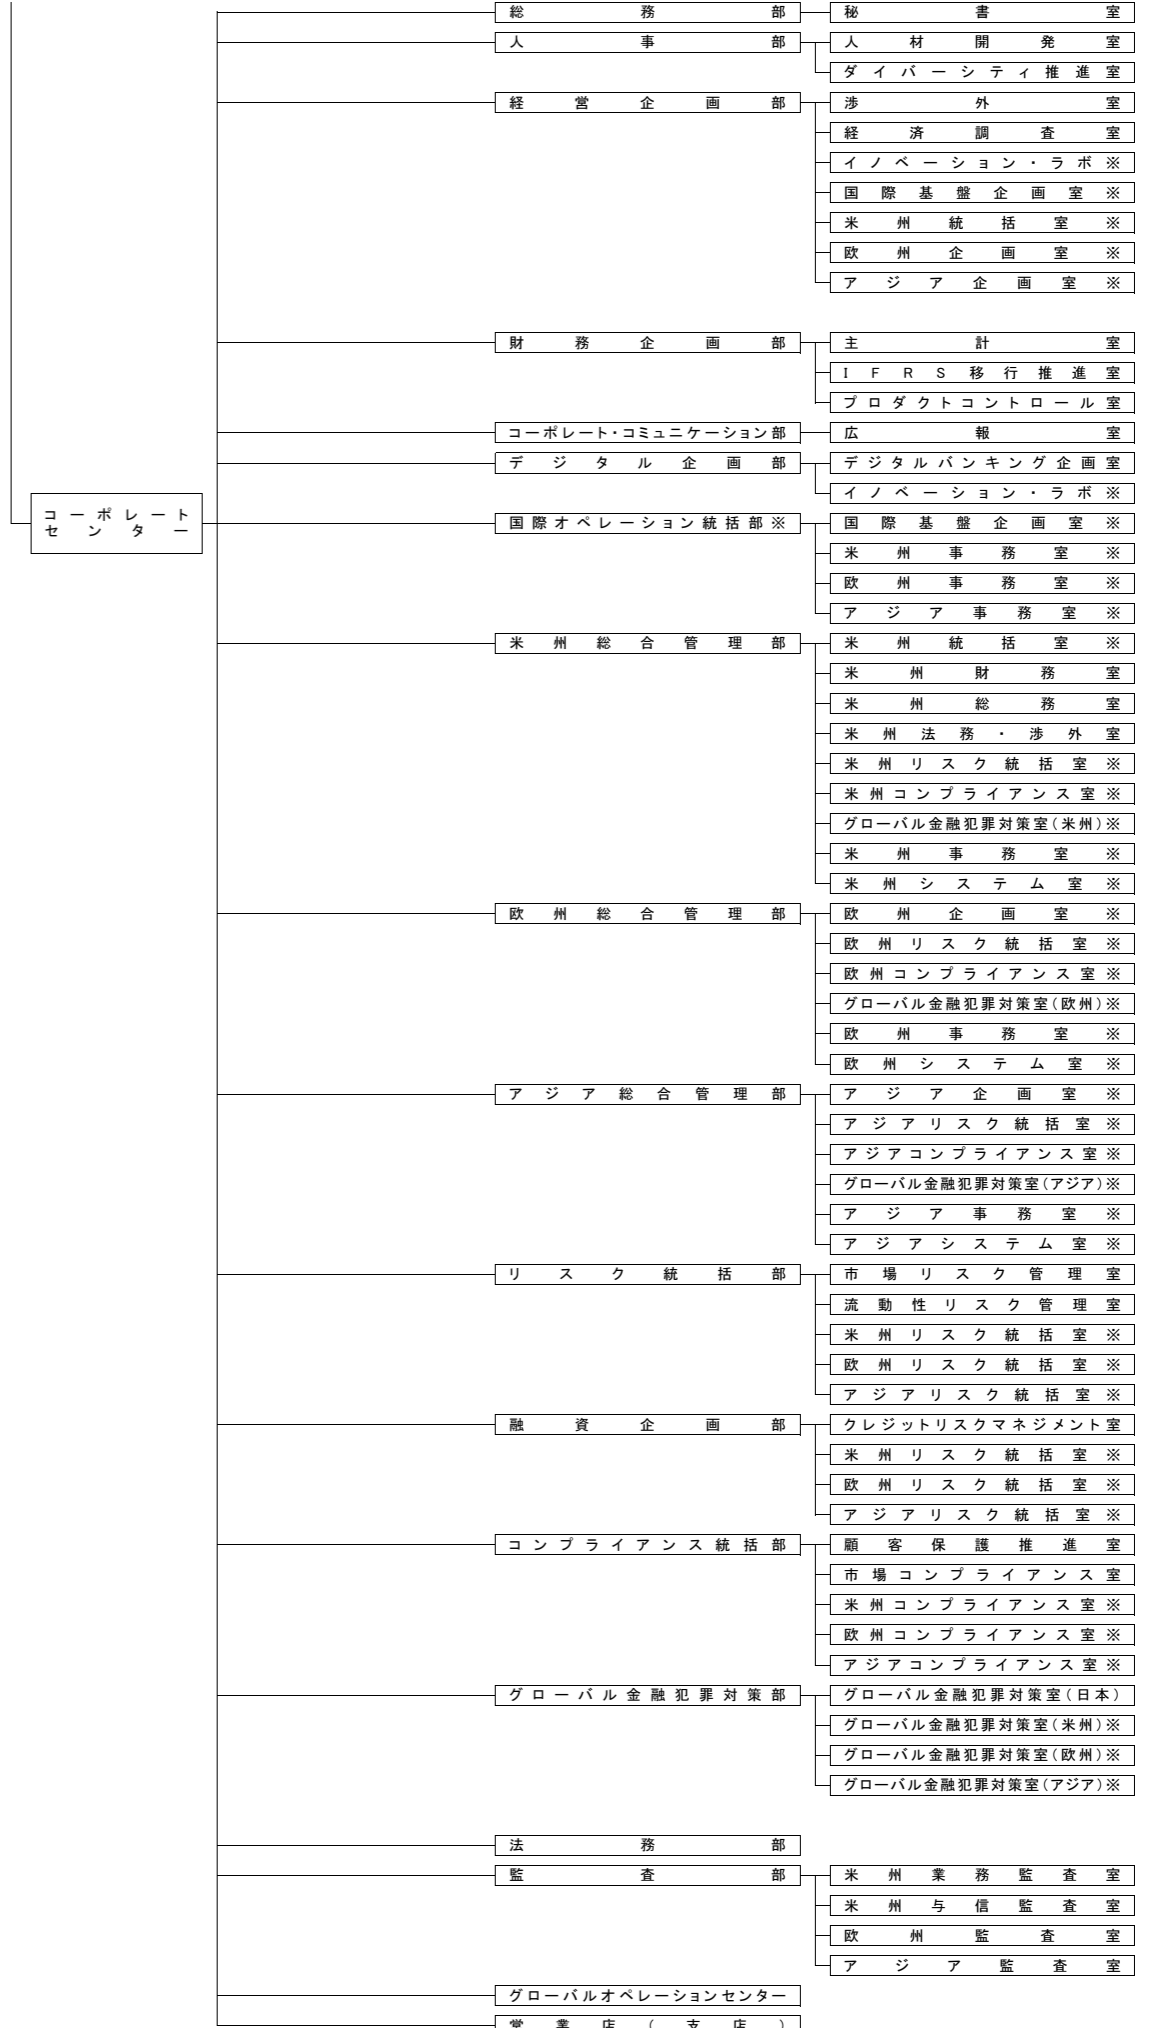 総務部 秘書室
人事部 人材開発室
ダイバーシティ推進室
経営企画部 渉外室
経済調査室
イノベーション・ラボ※
国際基盤企画室※
米州統括室※
欧州企画室※
アジア企画室※
財務企画部 主計室
IFRS移行推進室
プロダクトコントロール室
コーポレート・コミュニケーション部 広報室
デジタル企画部 デジタルバンキング企画室
イノベーション・ラボ※
コーポレート
センター
国際オペレーション統括部※ 国際基盤企画室※
米州事務室※
欧州事務室※
アジア事務室※
米州総合管理部 米州統括室※
米州財務室
米州総務室
米州法務・渉外室
米州リスク統括室※
米州コンプライアンス室※
グローバル金融犯罪対策室(米州)※
米州事務室※
米州システム室※
欧州総合管理部 欧州企画室※
欧州リスク統括室※
欧州コンプライアンス室※
グローバル金融犯罪対策室(欧州)※
欧州事務室※
欧州システム室※
アジア総合管理部 アジア企画室※
アジアリスク統括室※
アジアコンプライアンス室※
グローバル金融犯罪対策室(アジア)※
アジア事務室※
アジアシステム室※
リスク統括部 市場リスク管理室
流動性リスク管理室
米州リスク統括室※
欧州リスク統括室※
アジアリスク統括室※
融資企画部 クレジットリスクマネジメント室
米州リスク統括室※
欧州リスク統括室※
アジアリスク統括室※
コンプライアンス統括部 顧客保護推進室
市場コンプライアンス室
米州コンプライアンス室※
欧州コンプライアンス室※
アジアコンプライアンス室※
グローバル金融犯罪対策部 グローバル金融犯罪対策室(日本)
グローバル金融犯罪対策室(米州)※
グローバル金融犯罪対策室(欧州)※
グローバル金融犯罪対策室(アジア)※
法務部
監査部 米州業務監査室
米州与信監査室
欧州監査室
アジア監査室
グローバルオペレーションセンター
営業店(支店)